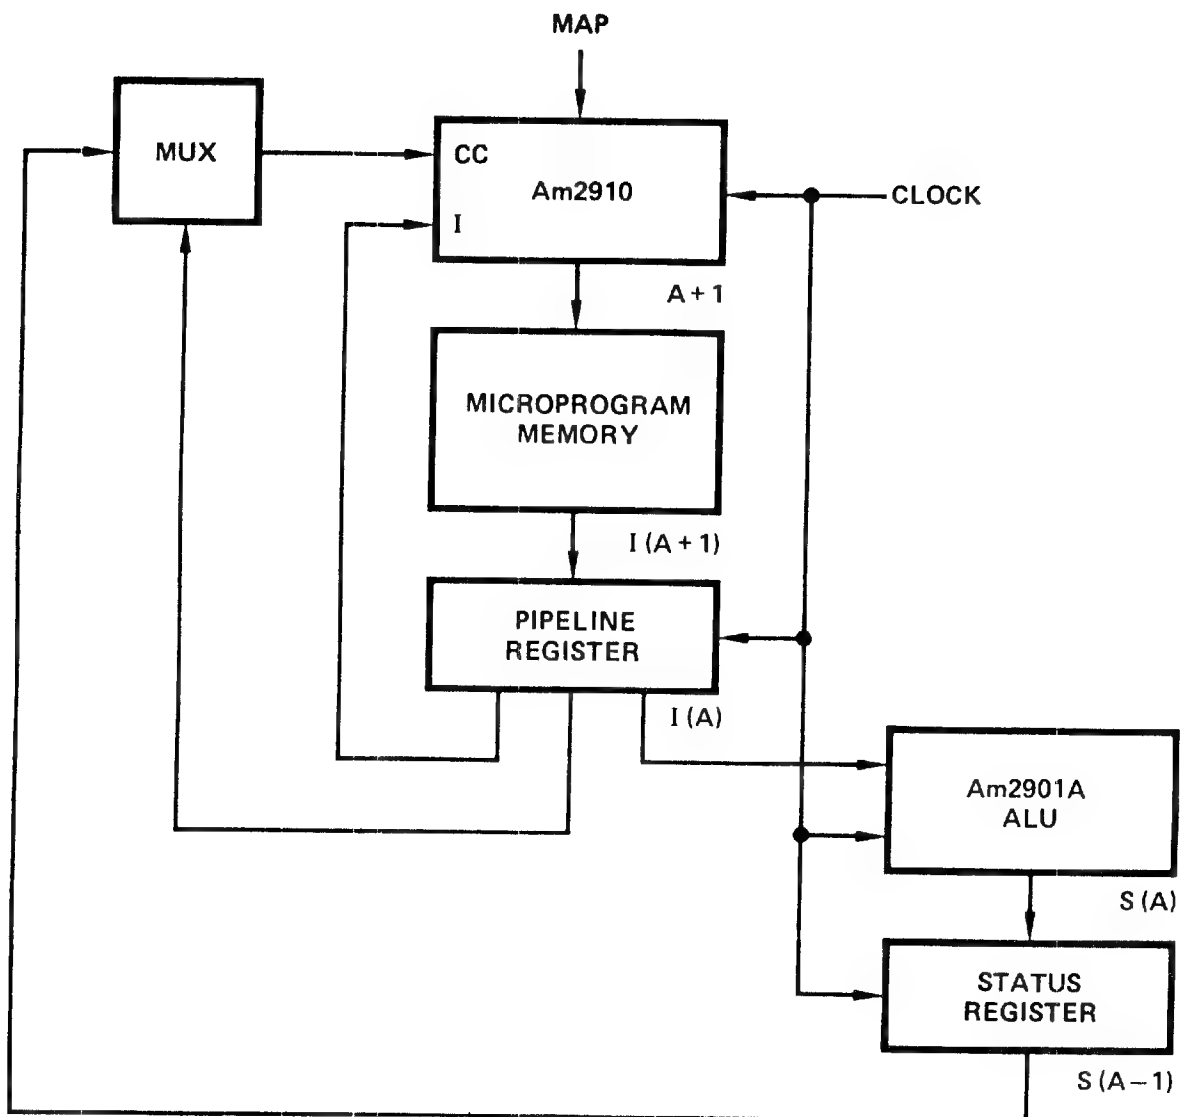 MAP
MUX
CC
Am2910
I
CLOCK
A + 1
MICROPROGRAM
MEMORY
I (A + 1)
PIPELINE
REGISTER
I (A)
Am2901A
ALU
S (A)
STATUS
REGISTER
S (A − 1)